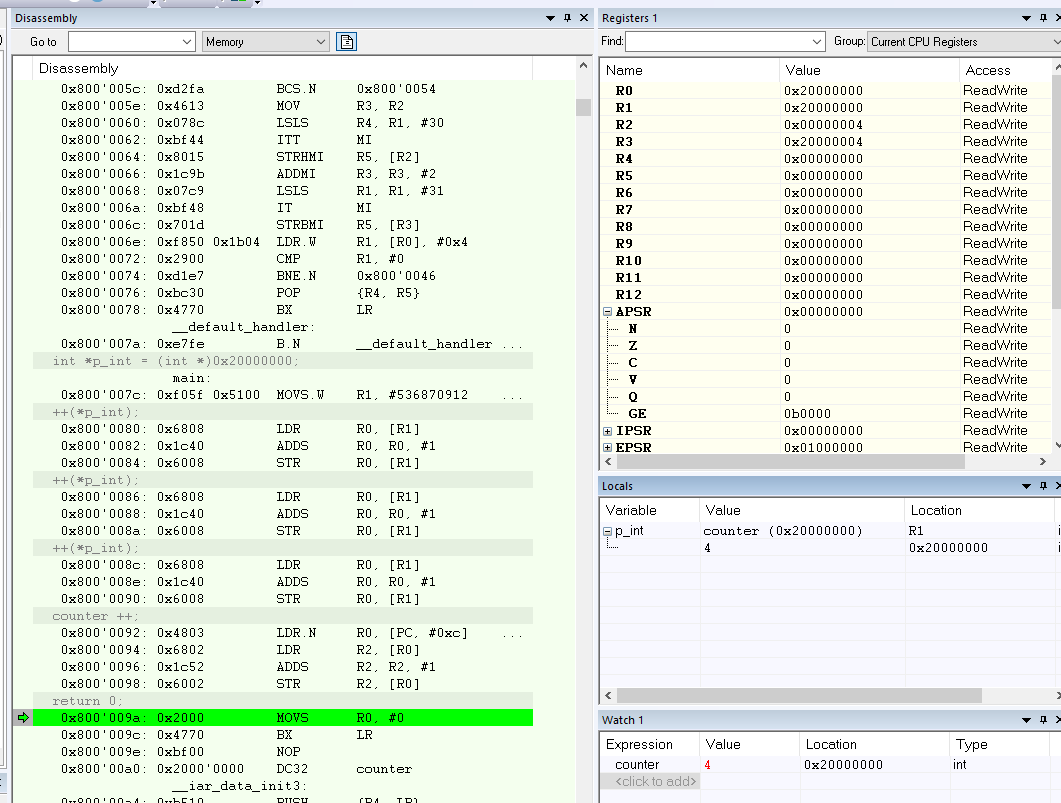 Disassembly
Go to Memory
Disassembly
0x800'005c: 0xd2fa BCS.N 0x800'0054
0x800'005e: 0x4613 MOV R3, R2
0x800'0060: 0x078c LSLS R4, R1, #30
0x800'0062: 0xbf44 ITT MI
0x800'0064: 0x8015 STRHMI R5, [R2]
0x800'0066: 0x1c9b ADDMI R3, R3, #2
0x800'0068: 0x07c9 LSLS R1, R1, #31
0x800'006a: 0xbf48 IT MI
0x800'006c: 0x701d STRBMI R5, [R3]
0x800'006e: 0xf850 0x1b04 LDR.W R1, [R0], #0x4
0x800'0072: 0x2900 CMP R1, #0
0x800'0074: 0xd1e7 BNE.N 0x800'0046
0x800'0076: 0xbc30 POP {R4, R5}
0x800'0078: 0x4770 BX LR
__default_handler:
0x800'007a: 0xe7fe B.N __default_handler ...
int *p_int = (int *)0x20000000;
main:
0x800'007c: 0xf05f 0x5100 MOVS.W R1, #536870912 ...
++(*p_int);
0x800'0080: 0x6808 LDR R0, [R1]
0x800'0082: 0x1c40 ADDS R0, R0, #1
0x800'0084: 0x6008 STR R0, [R1]
++(*p_int);
0x800'0086: 0x6808 LDR R0, [R1]
0x800'0088: 0x1c40 ADDS R0, R0, #1
0x800'008a: 0x6008 STR R0, [R1]
++(*p_int);
0x800'008c: 0x6808 LDR R0, [R1]
0x800'008e: 0x1c40 ADDS R0, R0, #1
0x800'0090: 0x6008 STR R0, [R1]
counter ++;
0x800'0092: 0x4803 LDR.N R0, [PC, #0xc] ...
0x800'0094: 0x6802 LDR R2, [R0]
0x800'0096: 0x1c52 ADDS R2, R2, #1
0x800'0098: 0x6002 STR R2, [R0]
return 0;
0x800'009a: 0x2000 MOVS R0, #0
0x800'009c: 0x4770 BX LR
0x800'009e: 0xbf00 NOP
0x800'00a0: 0x2000'0000 DC32 counter
__iar_data_init3:
0x800'00a4: 0xb510 PUSH {R4, LR}
Registers 1
Find: Group: Current CPU Registers
Name Value Access
R0 0x20000000 ReadWrite
R1 0x20000000 ReadWrite
R2 0x00000004 ReadWrite
R3 0x20000004 ReadWrite
R4 0x00000000 ReadWrite
R5 0x00000000 ReadWrite
R6 0x00000000 ReadWrite
R7 0x00000000 ReadWrite
R8 0x00000000 ReadWrite
R9 0x00000000 ReadWrite
R10 0x00000000 ReadWrite
R11 0x00000000 ReadWrite
R12 0x00000000 ReadWrite
APSR 0x00000000 ReadWrite
N 0 ReadWrite
Z 0 ReadWrite
C 0 ReadWrite
V 0 ReadWrite
Q 0 ReadWrite
GE 0b0000 ReadWrite
IPSR 0x00000000 ReadWrite
EPSR 0x01000000 ReadWrite
Locals
Variable Value Location
p_int counter (0x20000000) R1
4 0x20000000
Watch 1
Expression Value Location Type
counter 4 0x20000000 int
<click to add>